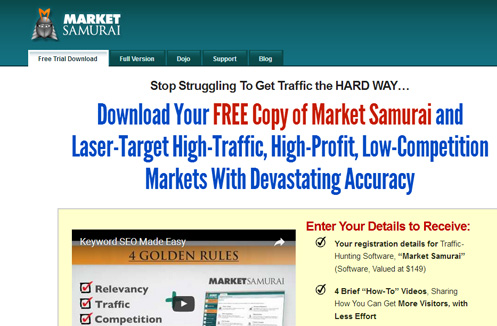 MARKET
SAMURAI
Free Trial Download
Full Version
Dojo
Support
Blog
Stop Struggling To Get Traffic the HARD WAY…
Download Your FREE Copy of Market Samurai and
Laser-Target High-Traffic, High-Profit, Low-Competition
Markets With Devastating Accuracy
Keyword SEO Made Easy
4 GOLDEN RULES
Relevancy
Traffic
Competition
MARKETSAMURAI
Enter Your Details to Receive:
Your registration details for Traffic-
Hunting Software, “Market Samurai”
(Software, Valued at $149)
4 Brief “How-To” Videos, Sharing
How You Can Get More Visitors, with
Less Effort